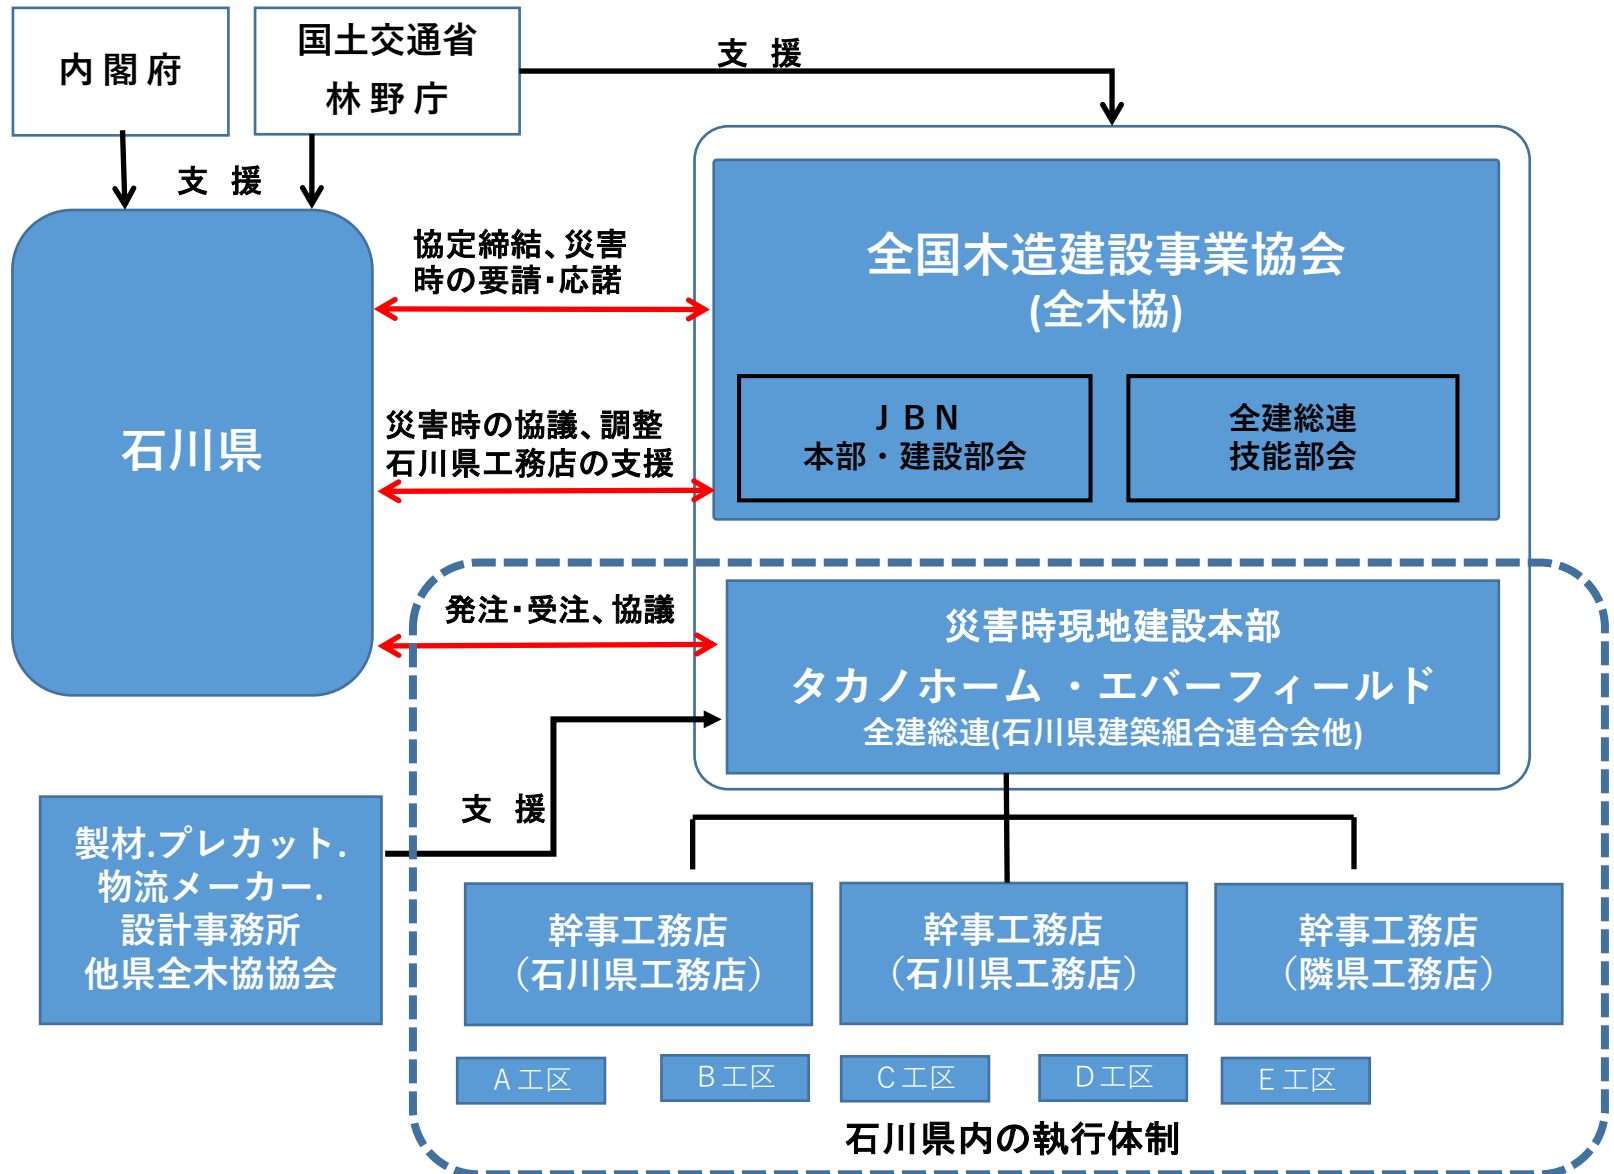 内閣府
国土交通省
林野庁
支 援
支 援
協定締結、災害
時の要請・応諾
全国木造建設事業協会
(全木協)
石川県
災害時の協議、調整
石川県工務店の支援
ＪＢＮ
本部・建設部会
全建総連
技能部会
発注・受注、協議
災害時現地建設本部
タカノホーム ・エバーフィールド
全建総連(石川県建築組合連合会他)
支 援
製材.プレカット.
物流メーカー.
設計事務所
他県全木協協会
幹事工務店
（石川県工務店）
幹事工務店
（石川県工務店）
幹事工務店
（隣県工務店）
Ａ工区
Ｂ工区
Ｃ工区
Ｄ工区
Ｅ工区
石川県内の執行体制